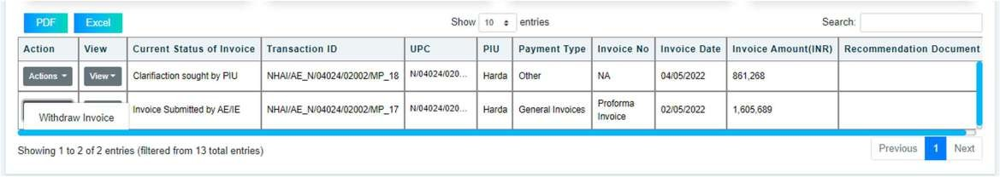 PDF Excel Show 10 entries Search:
Action View Current Status of Invoice Transaction ID UPC PIU Payment Type Invoice No Invoice Date Invoice Amount(INR) Recommendation Document
Actions View Clarifiaction sought by PIU NHAI/AE_N/04024/02002/MP_18 N/04024/020... Harda Other NA 04/05/2022 861,268
Withdraw Invoice Invoice Submitted by AE/IE NHAI/AE_N/04024/02002/MP_17 N/04024/020... Harda General Invoices Proforma Invoice 02/05/2022 1,605,689
Showing 1 to 2 of 2 entries (filtered from 13 total entries) Previous 1 Next